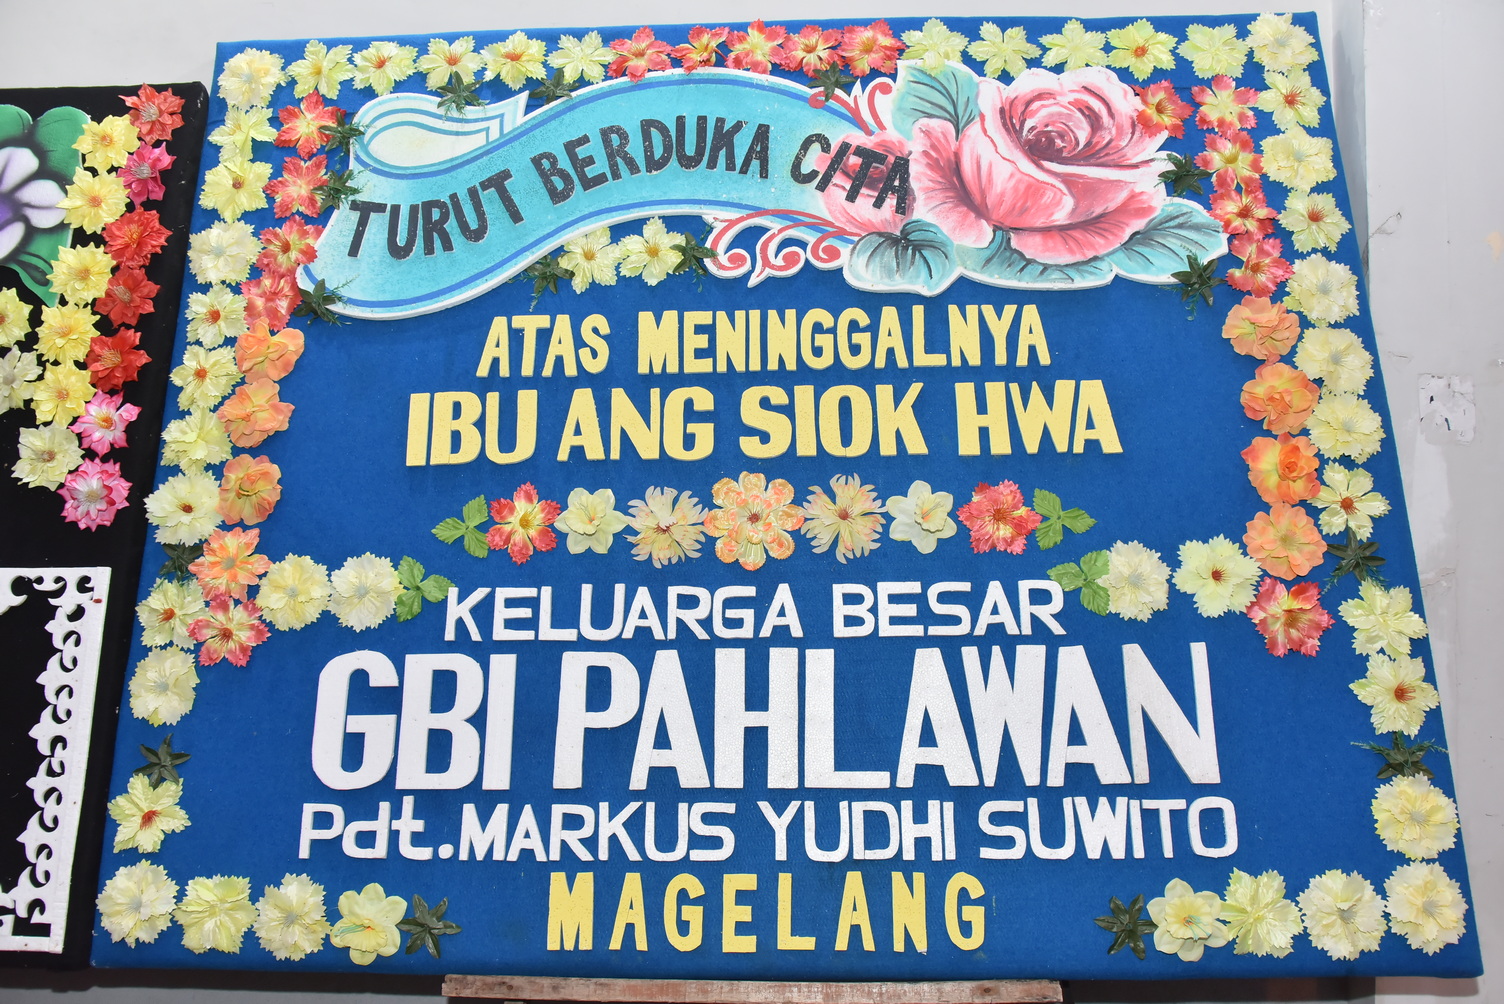 TURUT BERDUKA CITA
ATAS MENINGGALNYA
IBU ANG SIOK HWA
KELUARGA BESAR
GBI PAHLAWAN
Pdt. MARKUS YUDHI SUWITO
MAGELANG